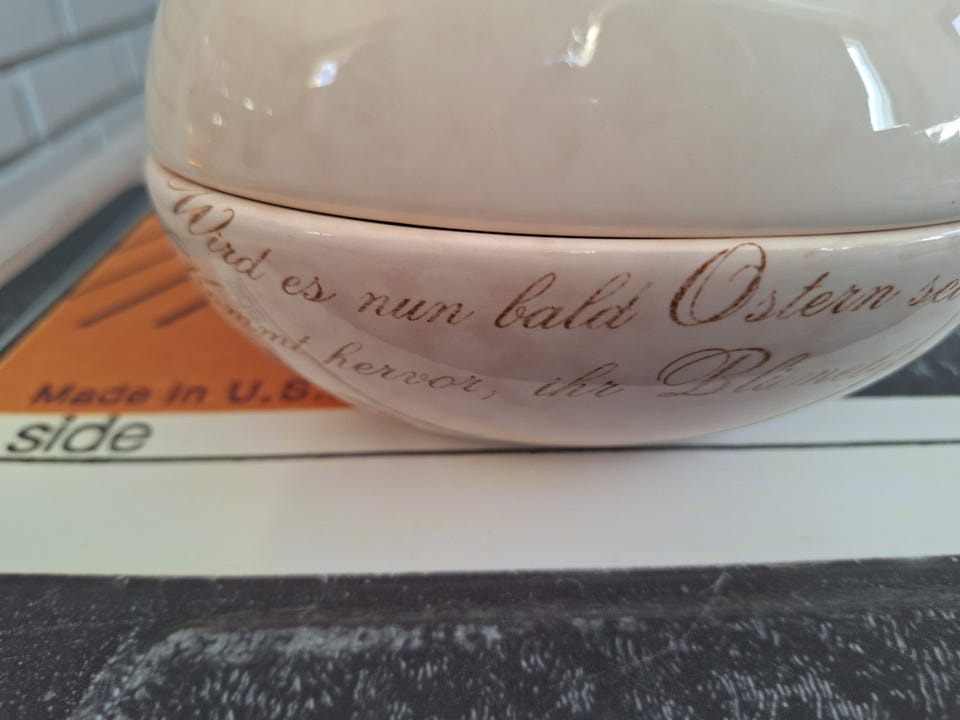 Wird es nun bald Ostern
hervor, ihr
Made in U.S.
side